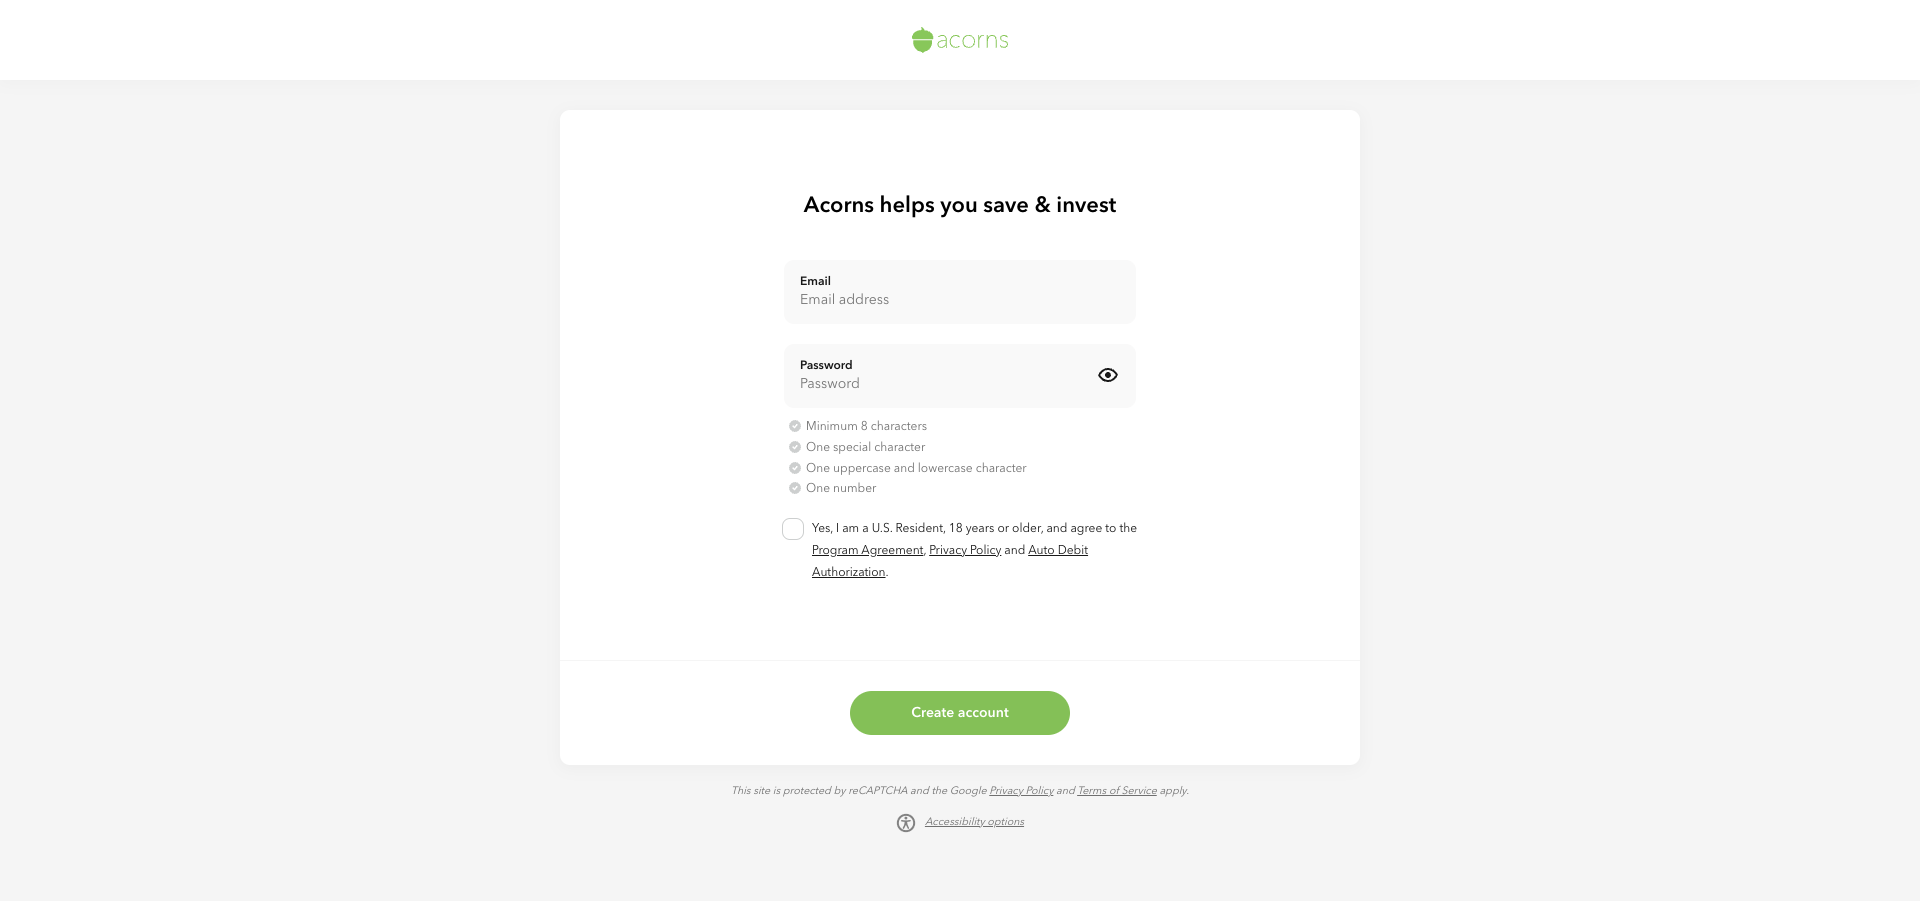 acorns
Acorns helps you save & invest
Email
Email address
Password
Password
Minimum 8 characters
One special character
One uppercase and lowercase character
One number
Yes, I am a U.S. Resident, 18 years or older, and agree to the
Program Agreement, Privacy Policy and Auto Debit
Authorization.
Create account
This site is protected by reCAPTCHA and the Google Privacy Policy and Terms of Service apply.
Accessibility options